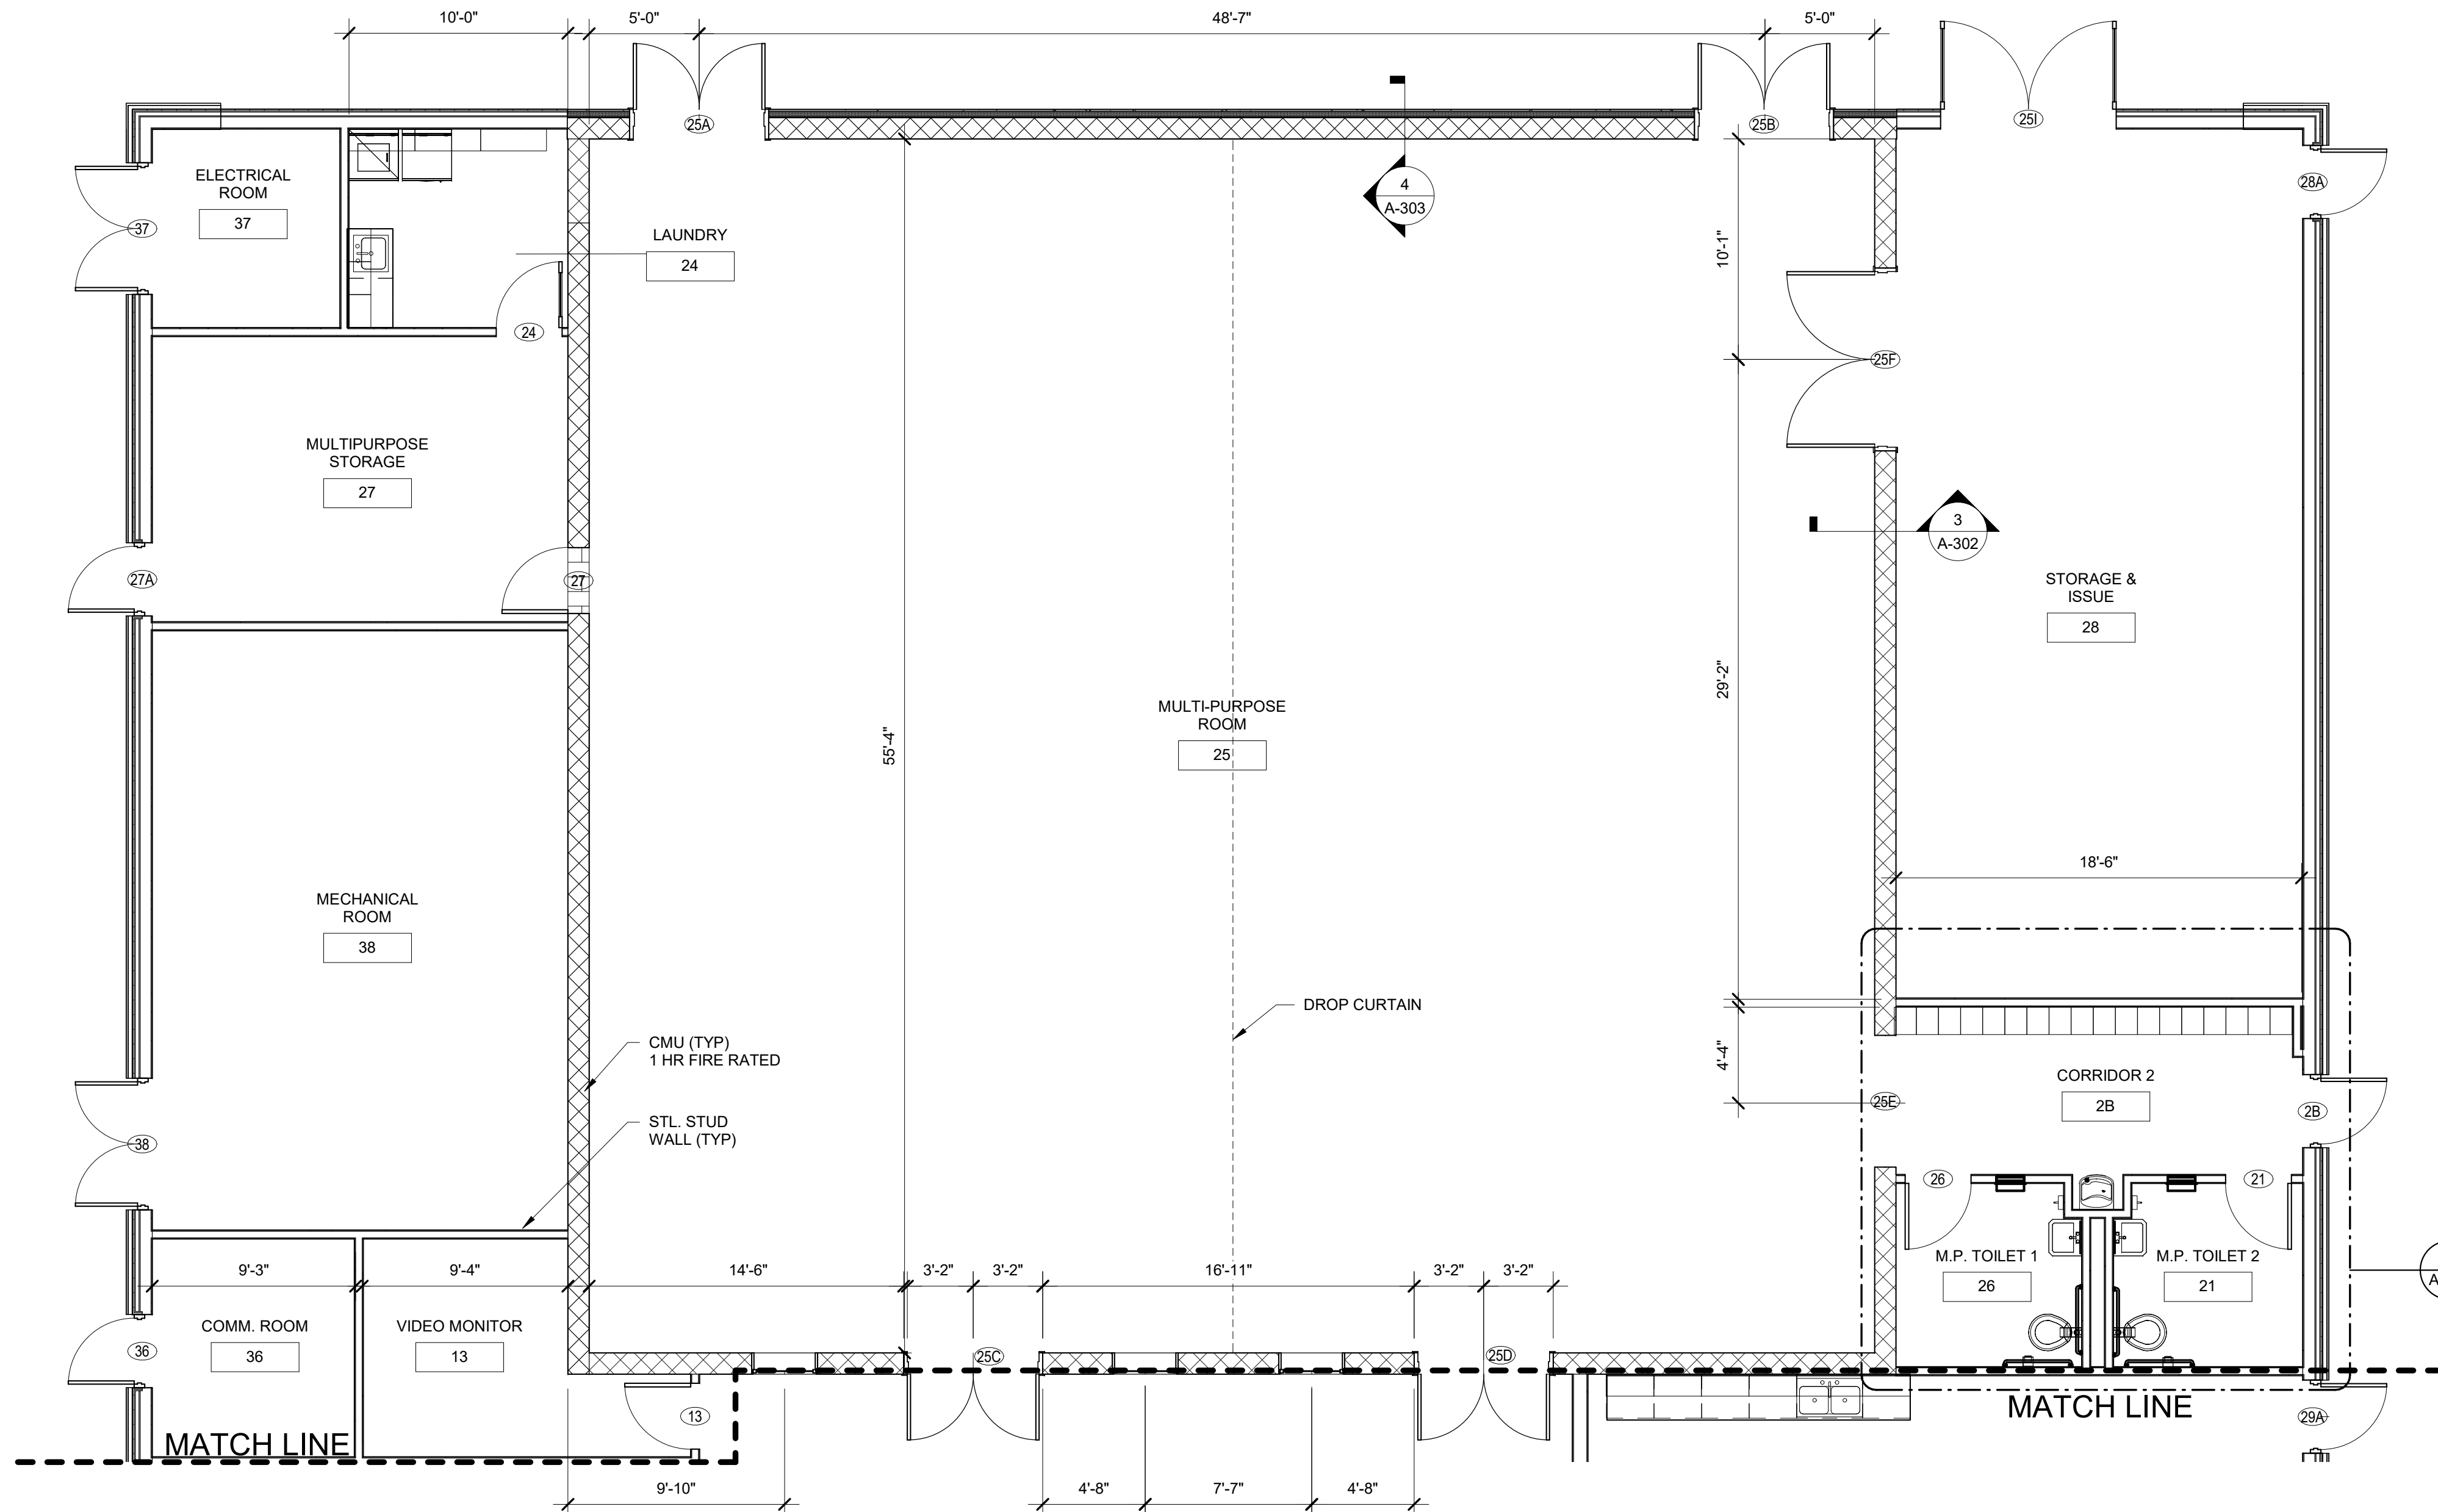 10'-0"
5'-0"
48'-7"
5'-0"
25A
25B
25I
ELECTRICAL
ROOM
37
37
LAUNDRY
24
24
4
A-303
28A
10'-1"
25F
MULTIPURPOSE
STORAGE
27
27A
27
3
A-302
STORAGE &
ISSUE
28
29'-2"
MULTI-PURPOSE
ROOM
25
55'-4"
18'-6"
MECHANICAL
ROOM
38
DROP CURTAIN
CMU (TYP)
1 HR FIRE RATED
STL. STUD
WALL (TYP)
38
4'-4"
25E
CORRIDOR 2
2B
2B
26
21
M.P. TOILET 1
26
M.P. TOILET 2
21
A
9'-3"
9'-4"
14'-6"
3'-2"
3'-2"
16'-11"
3'-2"
3'-2"
COMM. ROOM
36
VIDEO MONITOR
13
36
25C
25D
13
MATCH LINE
MATCH LINE
29A
9'-10"
4'-8"
7'-7"
4'-8"